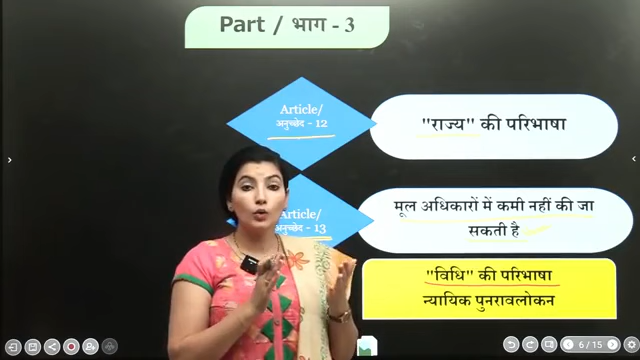 Part / भाग - 3
Article/
अनुच्छेद - 12
"राज्य" की परिभाषा
Article/
अनुच्छेद - 13
मूल अधिकारों में कमी नहीं की जा
सकती है
"विधि" की परिभाषा
न्यायिक पुनरावलोकन
6 / 15